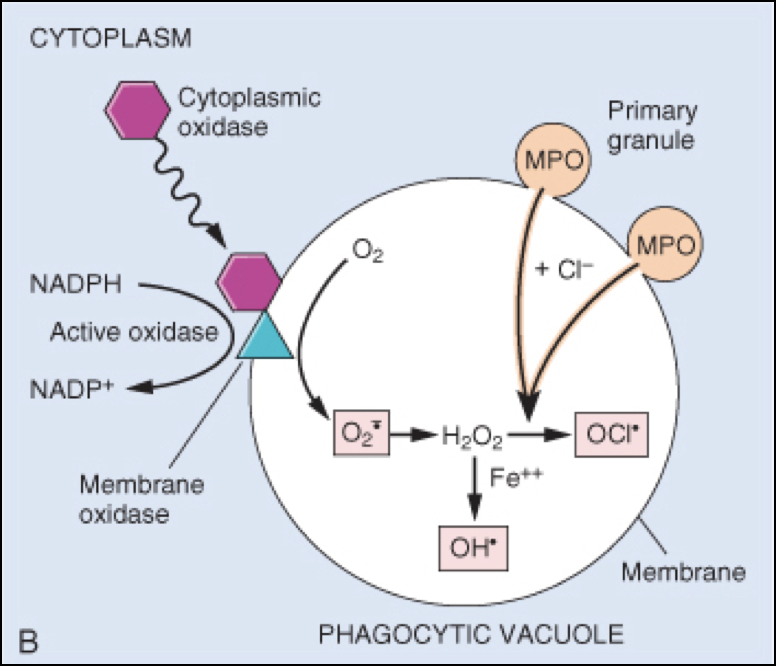 CYTOPLASM
Cytoplasmic
oxidase
Primary
granule
MPO
MPO
O₂
+ Cl⁻
NADPH
Active oxidase
NADP⁺
O₂•̄
H₂O₂
OCl•
Fe⁺⁺
Membrane
oxidase
OH•
Membrane
PHAGOCYTIC VACUOLE
B